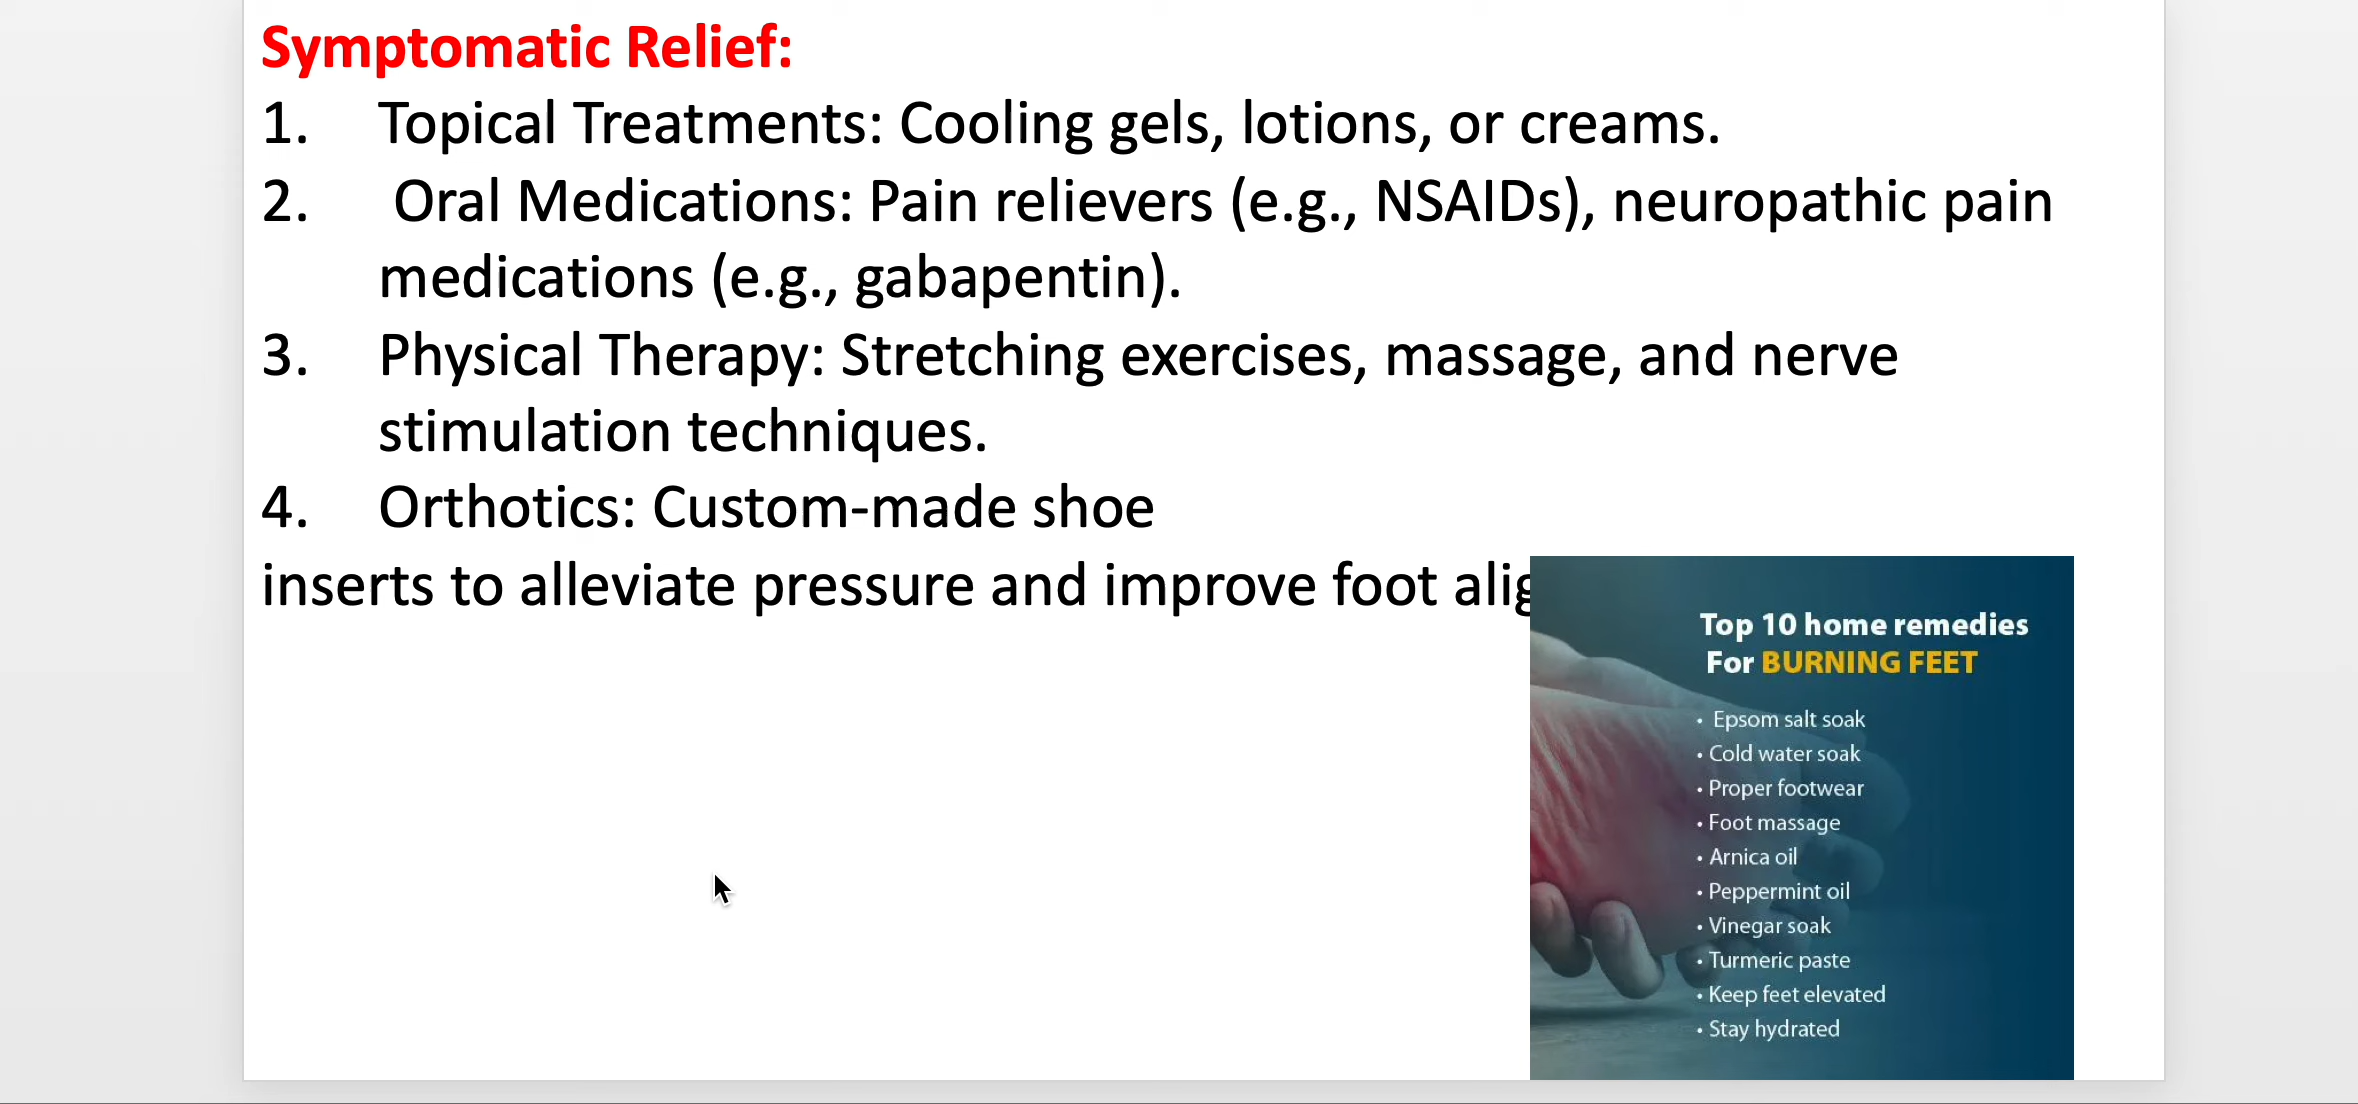 Symptomatic Relief:
1. Topical Treatments: Cooling gels, lotions, or creams.
2. Oral Medications: Pain relievers (e.g., NSAIDs), neuropathic pain
medications (e.g., gabapentin).
3. Physical Therapy: Stretching exercises, massage, and nerve
stimulation techniques.
4. Orthotics: Custom-made shoe
inserts to alleviate pressure and improve foot
Top 10 home remedies
For BURNING FEET
• Epsom salt soak
• Cold water soak
• Proper footwear
• Foot massage
• Arnica oil
• Peppermint oil
• Vinegar soak
• Turmeric paste
• Keep feet elevated
• Stay hydrated